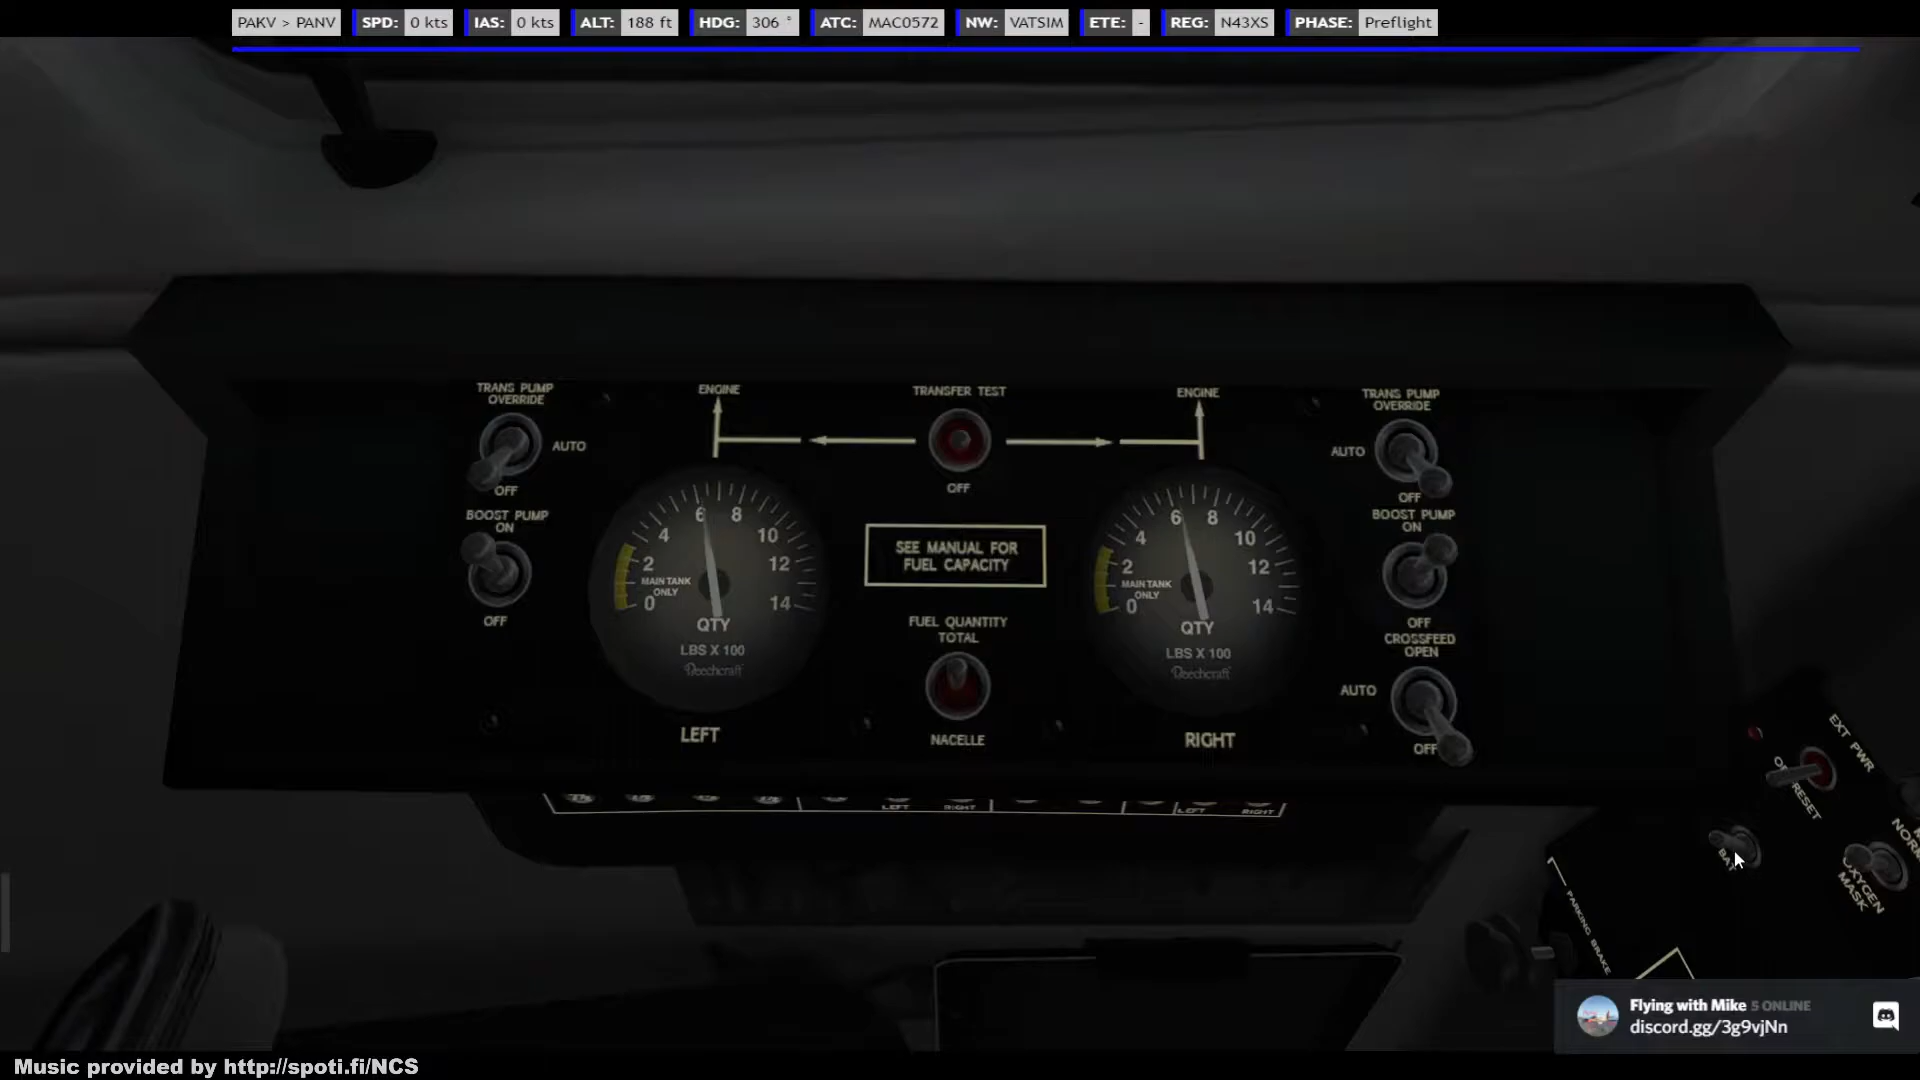 PAKV > PANV SPD: 0 kts IAS: 0 kts ALT: 188 ft HDG: 306 ° ATC: MAC0572 NW: VATSIM ETE: - REG: N43XS PHASE: Preflight
TRANS PUMP
OVERRIDE
AUTO
OFF
BOOST PUMP
ON
OFF
ENGINE
TRANSFER TEST
OFF
ENGINE
0 2 4 6 8 10 12 14
MAIN TANK
ONLY
QTY
LBS X 100
Beechcraft
LEFT
SEE MANUAL FOR
FUEL CAPACITY
FUEL QUANTITY
TOTAL
NACELLE
0 2 4 6 8 10 12 14
MAIN TANK
ONLY
QTY
LBS X 100
Beechcraft
RIGHT
TRANS PUMP
OVERRIDE
AUTO
OFF
BOOST PUMP
ON
OFF
CROSSFEED
OPEN
AUTO
OFF
LEFT RIGHT LEFT RIGHT
EXT PWR
RESET
OXYGEN
MASK
PARKING BRAKE
Flying with Mike 5 ONLINE
discord.gg/3g9vjNn
Music provided by http://spoti.fi/NCS